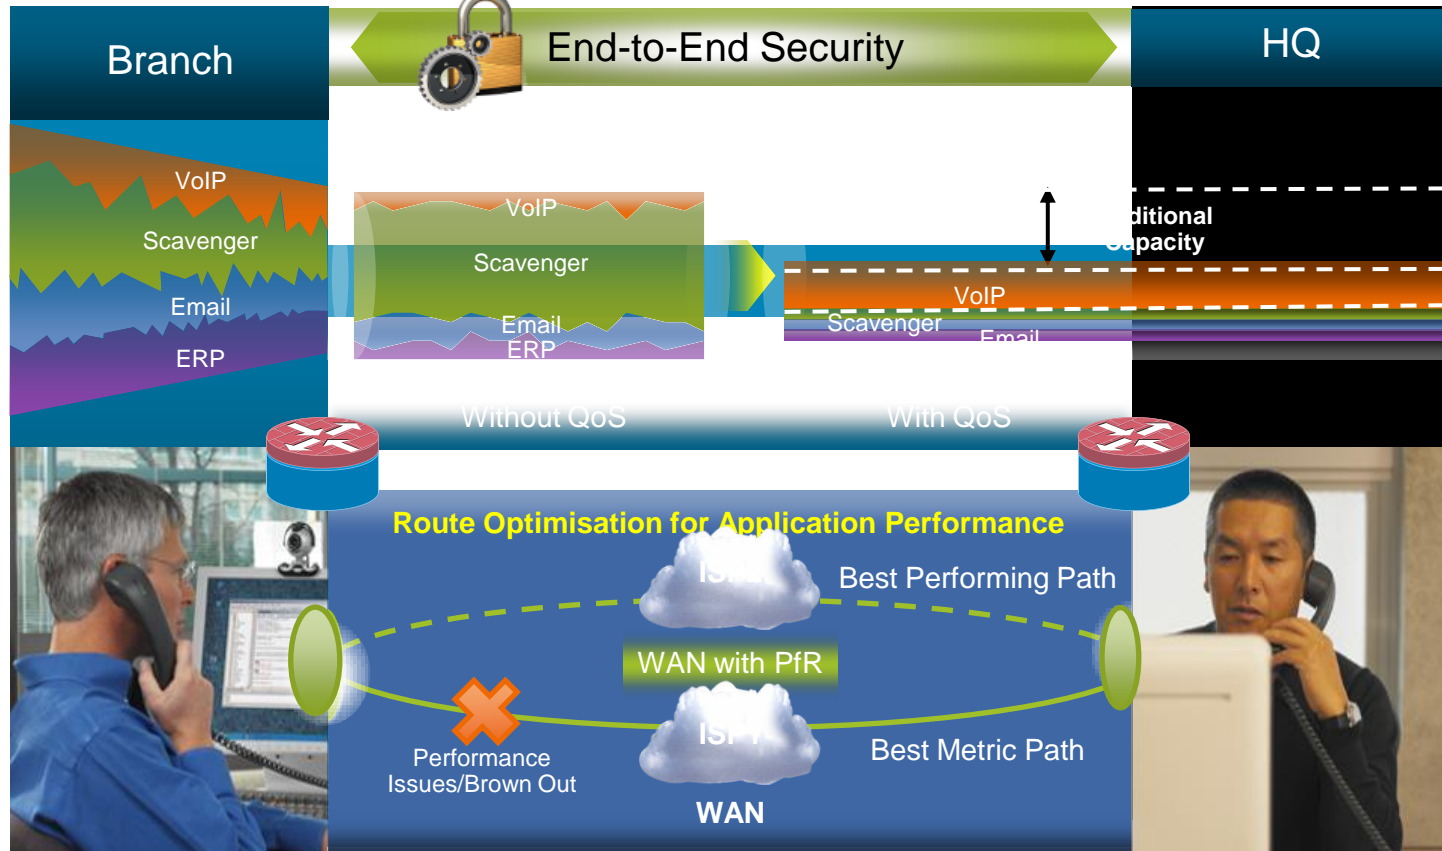 Branch
End-to-End Security
HQ
VoIP
Scavenger
Email
ERP
VoIP
Scavenger
Email
ERP
Capacity
VoIP
Scavenger
Email
Without QoS
With QoS
Route Optimisation for Application Performance
Best Performing Path
WAN with PfR
Performance
Issues/Brown Out
Best Metric Path
WAN